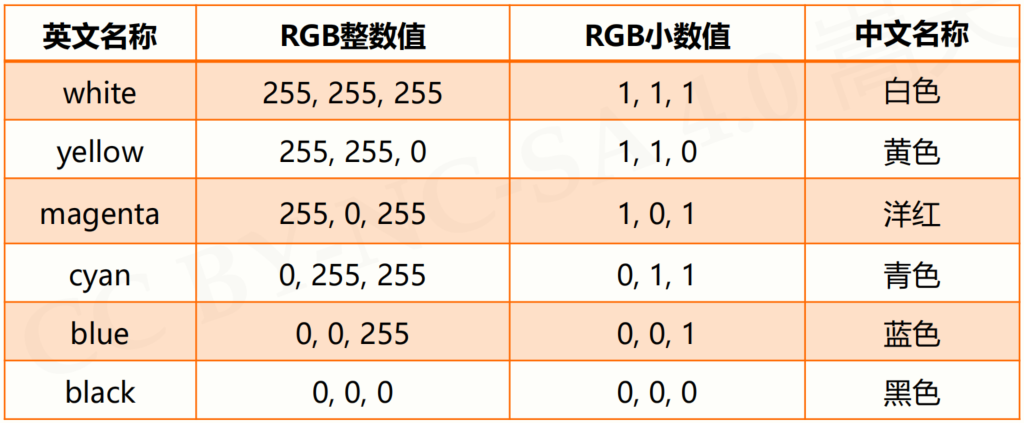 英文名称 RGB整数值 RGB小数值 中文名称
white 255, 255, 255 1, 1, 1 白色
yellow 255, 255, 0 1, 1, 0 黄色
magenta 255, 0, 255 1, 0, 1 洋红
cyan 0, 255, 255 0, 1, 1 青色
blue 0, 0, 255 0, 0, 1 蓝色
black 0, 0, 0 0, 0, 0 黑色
CC BY-NC-SA 4.0 嵩天